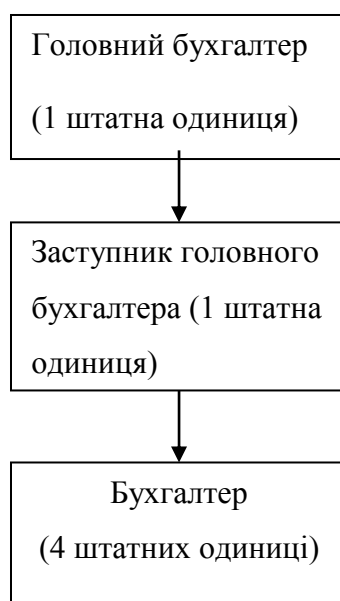 Головний бухгалтер
(1 штатна одиниця)
Заступник головного
бухгалтера (1 штатна
одиниця)
Бухгалтер
(4 штатних одиниці)